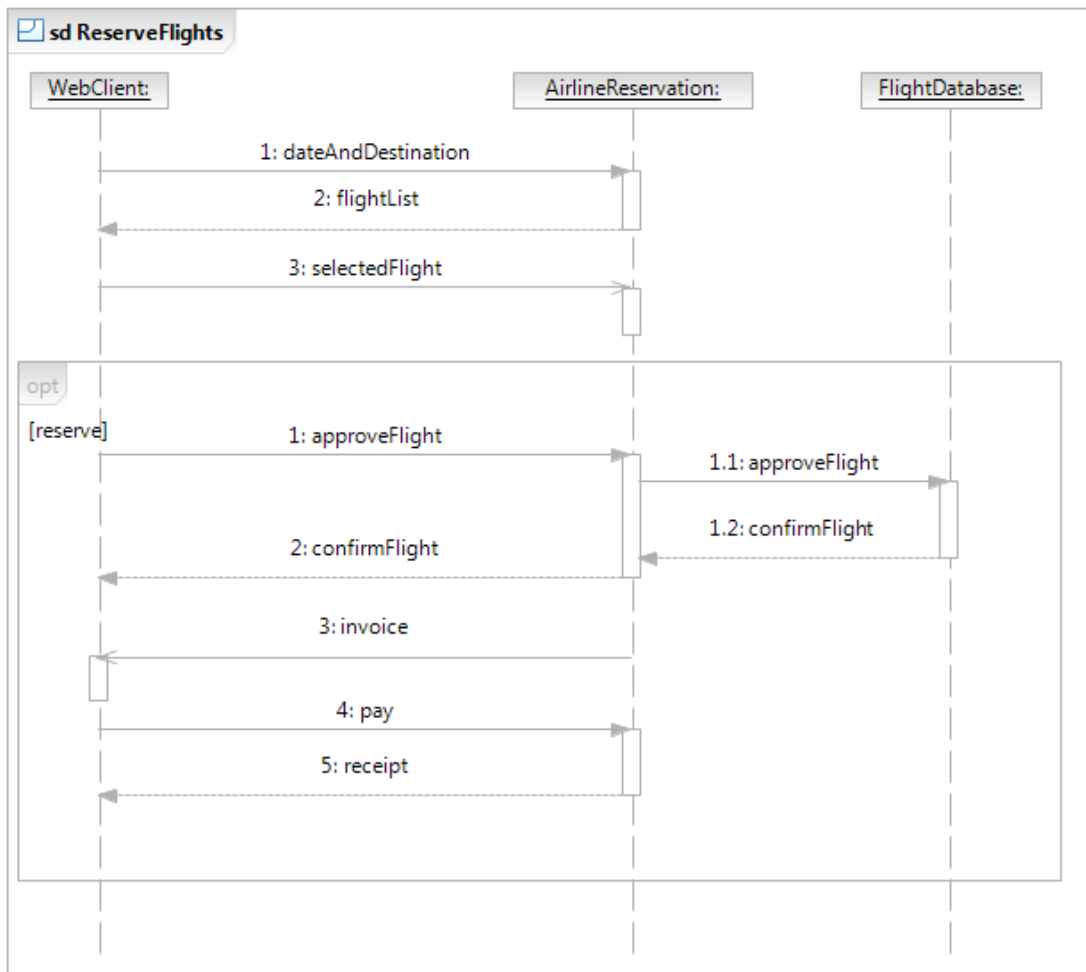 sd ReserveFlights
WebClient:
AirlineReservation:
FlightDatabase:
1: dateAndDestination
2: flightList
3: selectedFlight
opt
[reserve]
1: approveFlight
1.1: approveFlight
1.2: confirmFlight
2: confirmFlight
3: invoice
4: pay
5: receipt